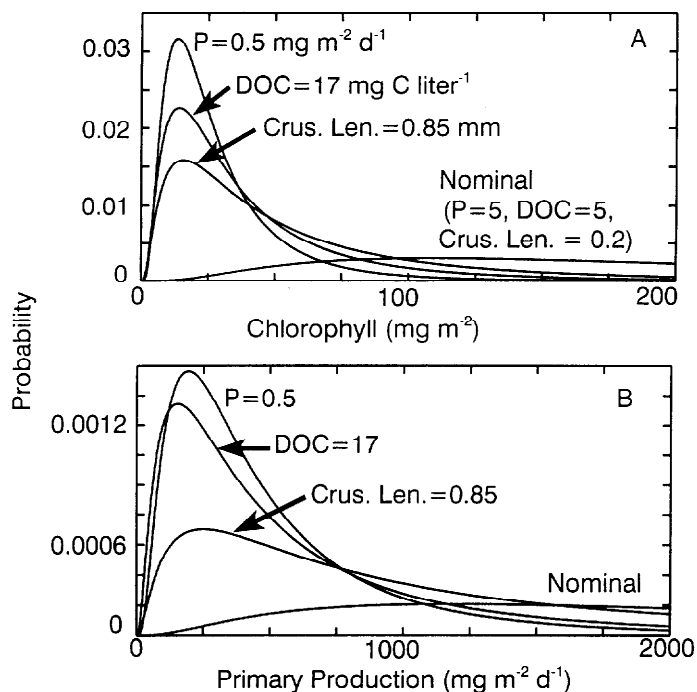 0.03
P=0.5 mg m⁻² d⁻¹
A
DOC=17 mg C liter⁻¹
0.02
Crus. Len.=0.85 mm
Nominal
(P=5, DOC=5,
Crus. Len. = 0.2)
0.01
0
0 100 200
Chlorophyll (mg m⁻²)
Probability
P=0.5
B
0.0012
DOC=17
Crus. Len.=0.85
0.0006
Nominal
0
0 1000 2000
Primary Production (mg m⁻² d⁻¹)